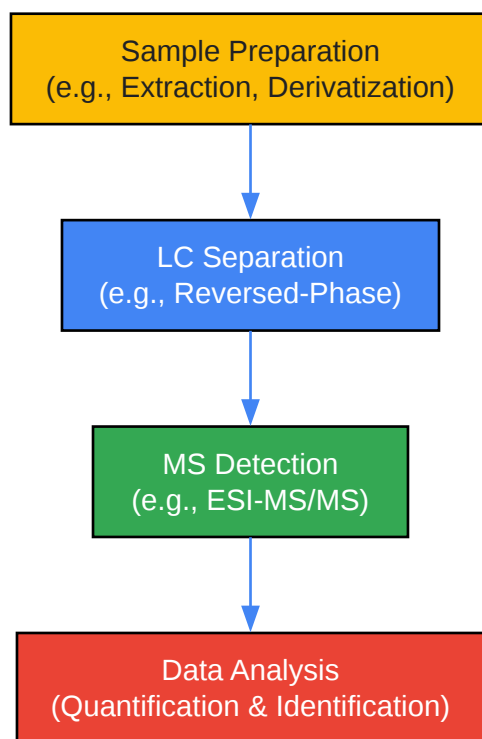 Sample Preparation
(e.g., Extraction, Derivatization)
LC Separation
(e.g., Reversed-Phase)
MS Detection
(e.g., ESI-MS/MS)
Data Analysis
(Quantification & Identification)